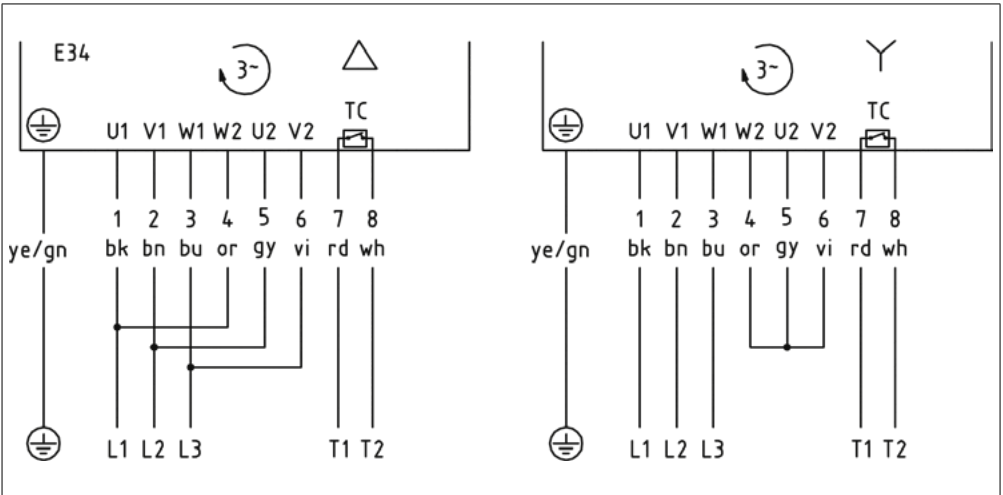 E34
3~
TC
U1 V1 W1 W2 U2 V2
1 2 3 4 5 6 7 8
ye/gn bk bn bu or gy vi rd wh
L1 L2 L3 T1 T2
3~
TC
U1 V1 W1 W2 U2 V2
1 2 3 4 5 6 7 8
ye/gn bk bn bu or gy vi rd wh
L1 L2 L3 T1 T2